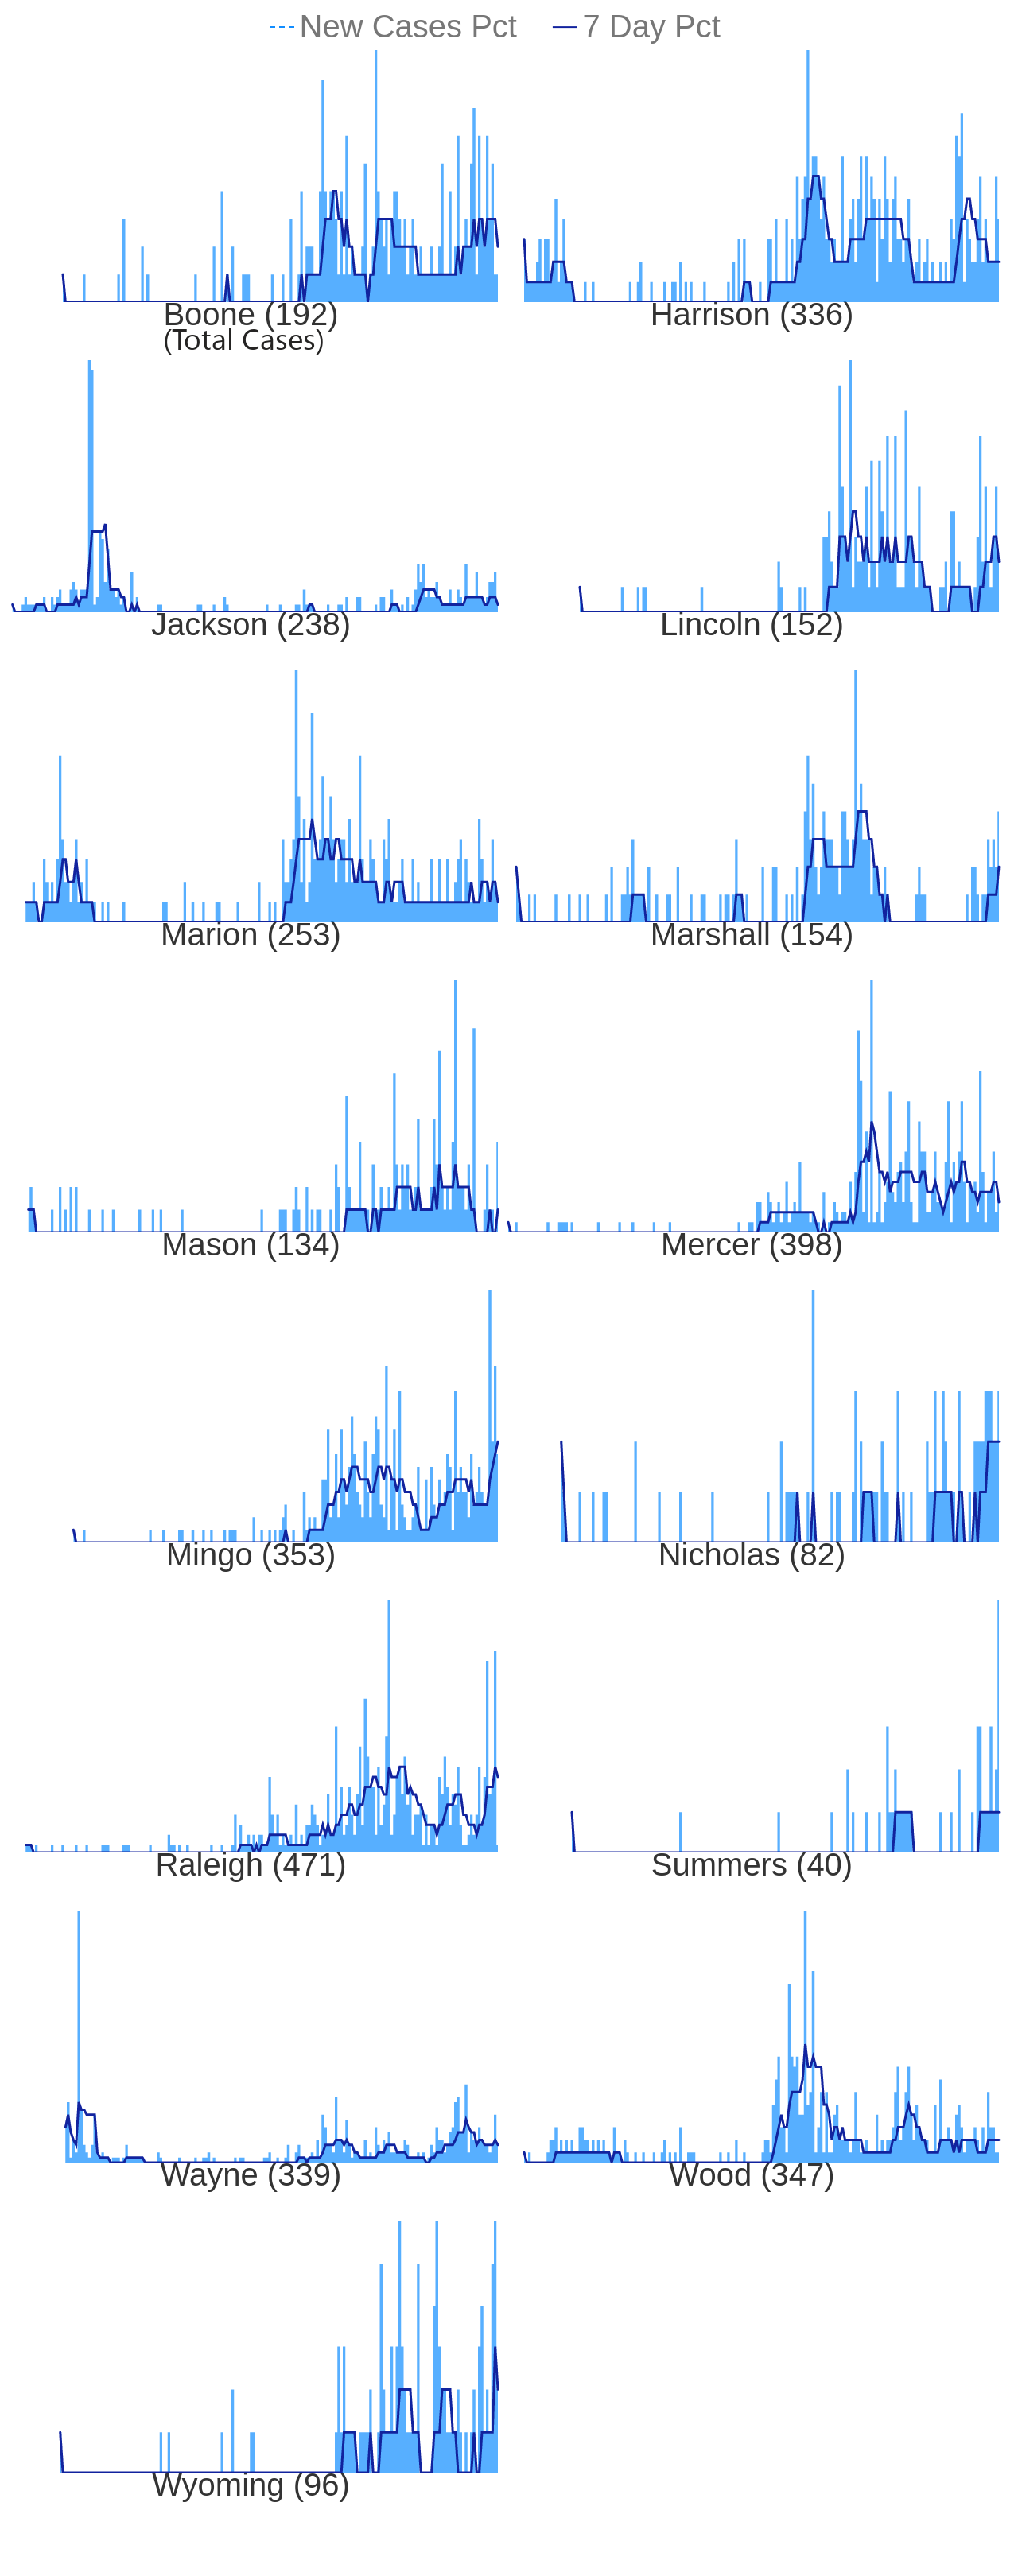 New Cases Pct 7 Day Pct
Boone (192) Harrison (336)
(Total Cases)
Jackson (238) Lincoln (152)
Marion (253) Marshall (154)
Mason (134) Mercer (398)
Mingo (353) Nicholas (82)
Raleigh (471) Summers (40)
Wayne (339) Wood (347)
Wyoming (96)